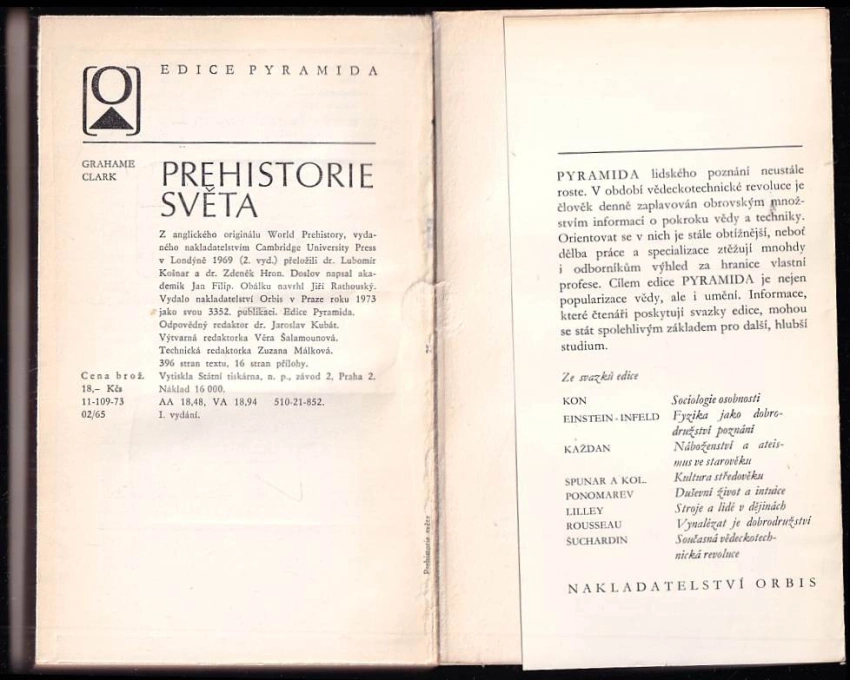 EDICE PYRAMIDA
GRAHAME
CLARK
PREHISTORIE
SVĚTA
Z anglického originálu World Prehistory, vyda-
ného nakladatelstvím Cambridge University Press
v Londýně 1969 (2. vyd.) přeložili dr. Lubomír
Košnar a dr. Zdeněk Hron. Doslov napsal aka-
demik Jan Filip. Obálku navrhl Jiří Rathouský.
Vydalo nakladatelství Orbis v Praze roku 1973
jako svou 3352. publikaci. Edice Pyramida.
Odpovědný redaktor dr. Jaroslav Kubát.
Výtvarná redaktorka Věra Šalamounová.
Technická redaktorka Zuzana Málková.
396 stran textu, 16 stran přílohy.
Cena brož. Vytiskla Státní tiskárna, n. p., závod 2, Praha 2.
18,– Kčs Náklad 16 000.
11-109-73 AA 18,48, VA 18,94 510-21-852.
02/65 I. vydání.
Prehistorie světa
PYRAMIDA lidského poznání neustále
roste. V období vědeckotechnické revoluce je
člověk denně zaplavován obrovským množ-
stvím informací o pokroku vědy a techniky.
Orientovat se v nich je stále obtížnější, neboť
dělba práce a specializace ztěžují mnohdy
i odborníkům výhled za hranice vlastní
profese. Cílem edice PYRAMIDA je nejen
popularizace vědy, ale i umění. Informace,
které čtenáři poskytují svazky edice, mohou
se stát spolehlivým základem pro další, hlubší
studium.
Ze svazků edice
KON Sociologie osobnosti
EINSTEIN-INFELD Fyzika jako dobro-
družství poznání
KAŽDAN Náboženství a ateis-
mus ve starověku
SPUNAR A KOL. Kultura středověku
PONOMAREV Duševní život a intuice
LILLEY Stroje a lidé v dějinách
ROUSSEAU Vynalézat je dobrodružství
ŠUCHARDIN Současná vědeckotech-
nická revoluce
NAKLADATELSTVÍ ORBIS